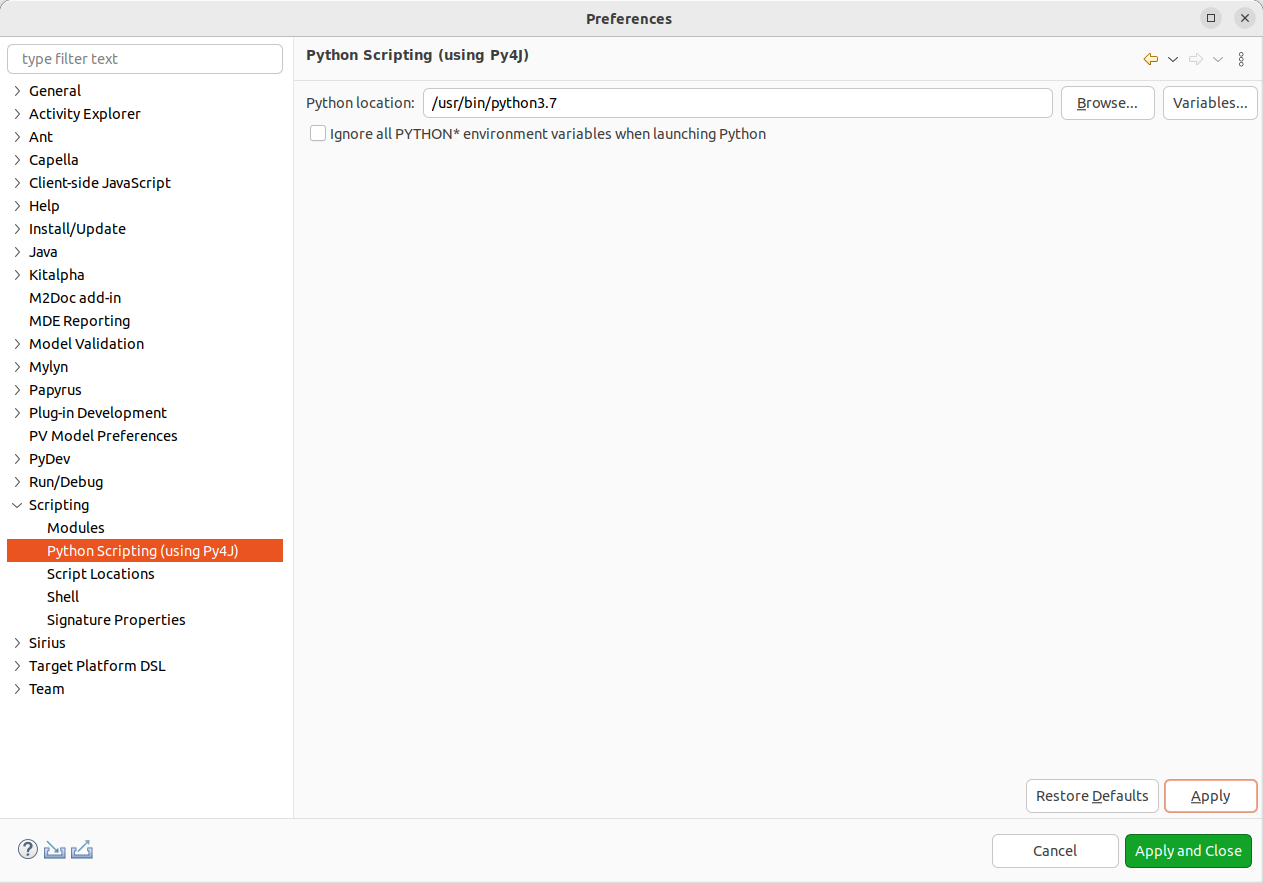 Preferences
type filter text
General
Activity Explorer
Ant
Capella
Client-side JavaScript
Help
Install/Update
Java
Kitalpha
M2Doc add-in
MDE Reporting
Model Validation
Mylyn
Papyrus
Plug-in Development
PV Model Preferences
PyDev
Run/Debug
Scripting
Modules
Python Scripting (using Py4J)
Script Locations
Shell
Signature Properties
Sirius
Target Platform DSL
Team
Python Scripting (using Py4J)
Python location: /usr/bin/python3.7 Browse... Variables...
Ignore all PYTHON* environment variables when launching Python
Restore Defaults Apply
? Cancel Apply and Close